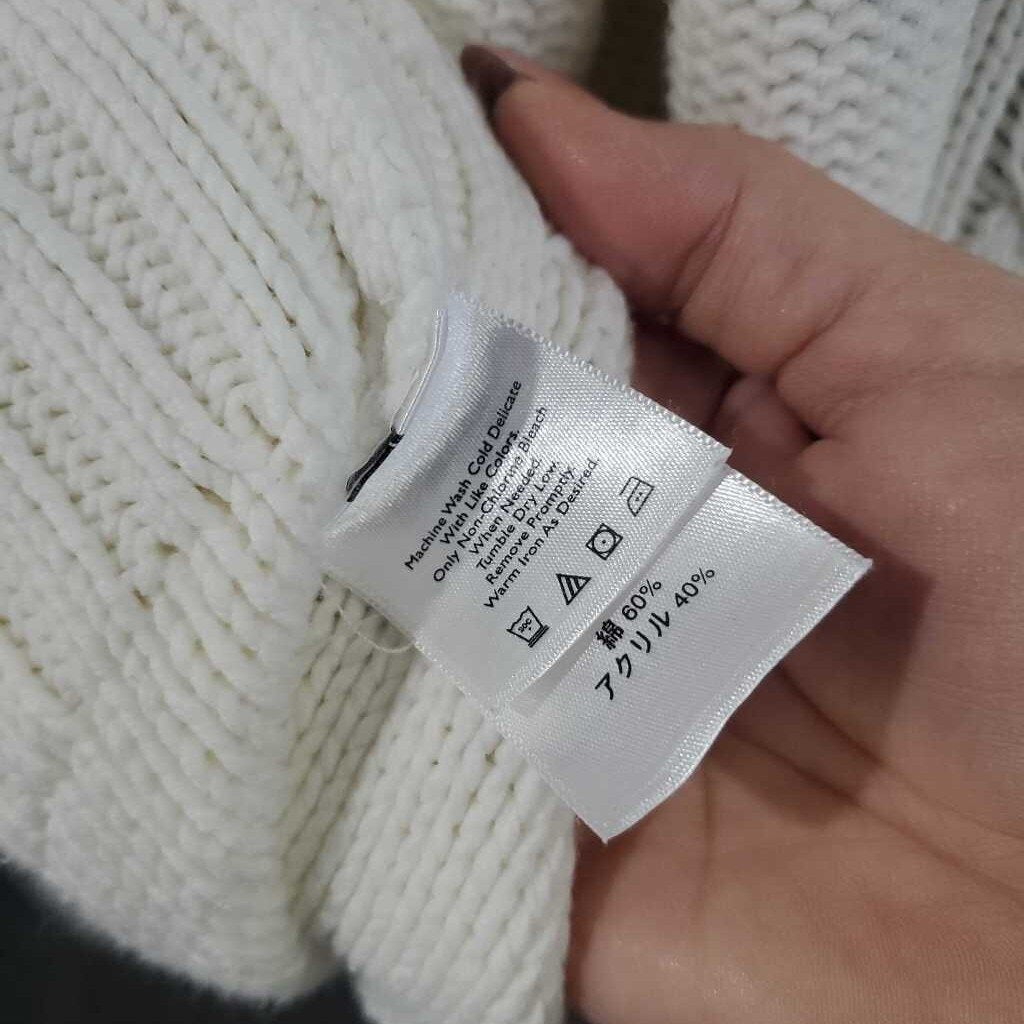 Machine Wash Cold Delicate
With Like Colors.
Only Non-Chlorine Bleach
When Needed.
Tumble Dry Low.
Remove Promptly.
Warm Iron As Desired.
30C
綿 60%
アクリル 40%